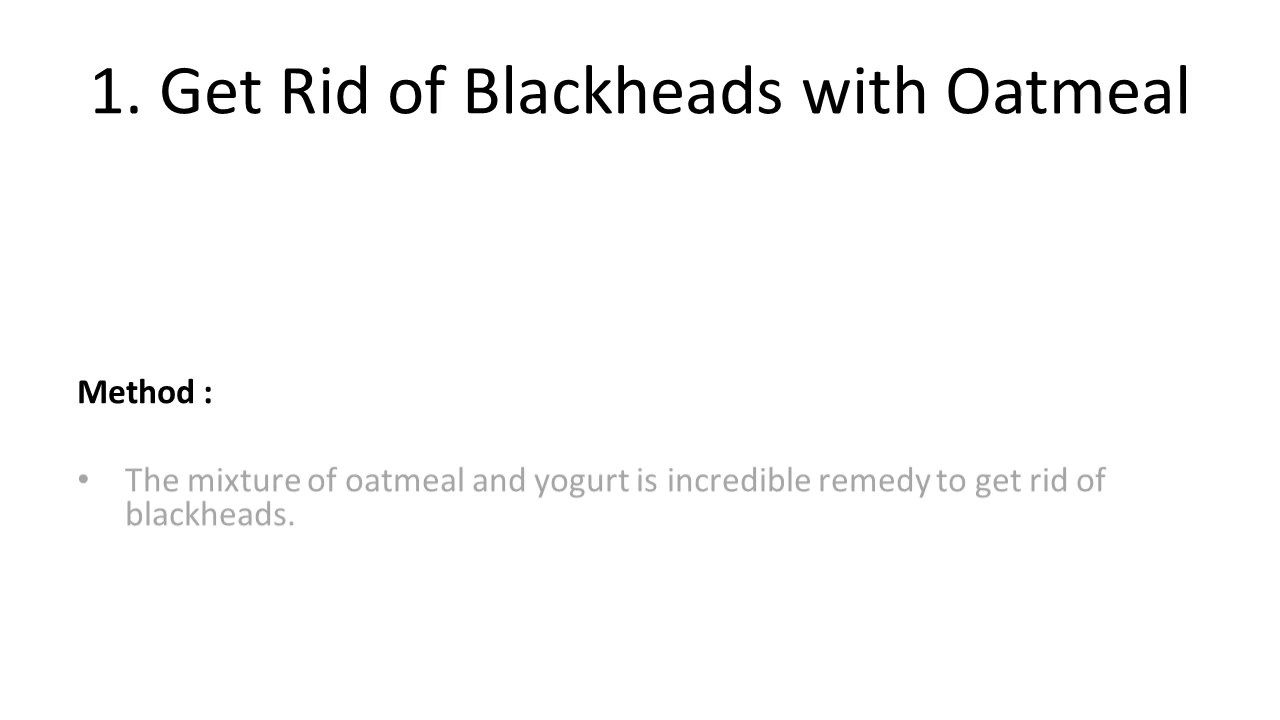 1. Get Rid of Blackheads with Oatmeal
Method :
• The mixture of oatmeal and yogurt is incredible remedy to get rid of
blackheads.